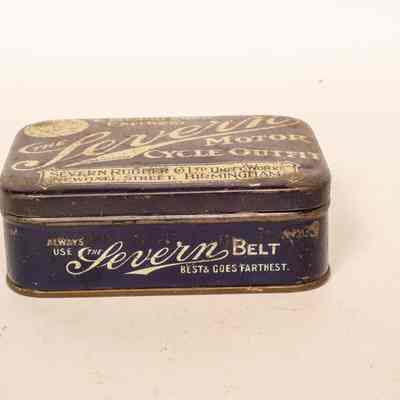 THE Severn
MOTOR
CYCLE OUTFIT
SEVERN RUBBER Co LTD
STREET, BIRMINGHAM
ALWAYS
USE THE Severn BELT
BEST & GOES FARTHEST.